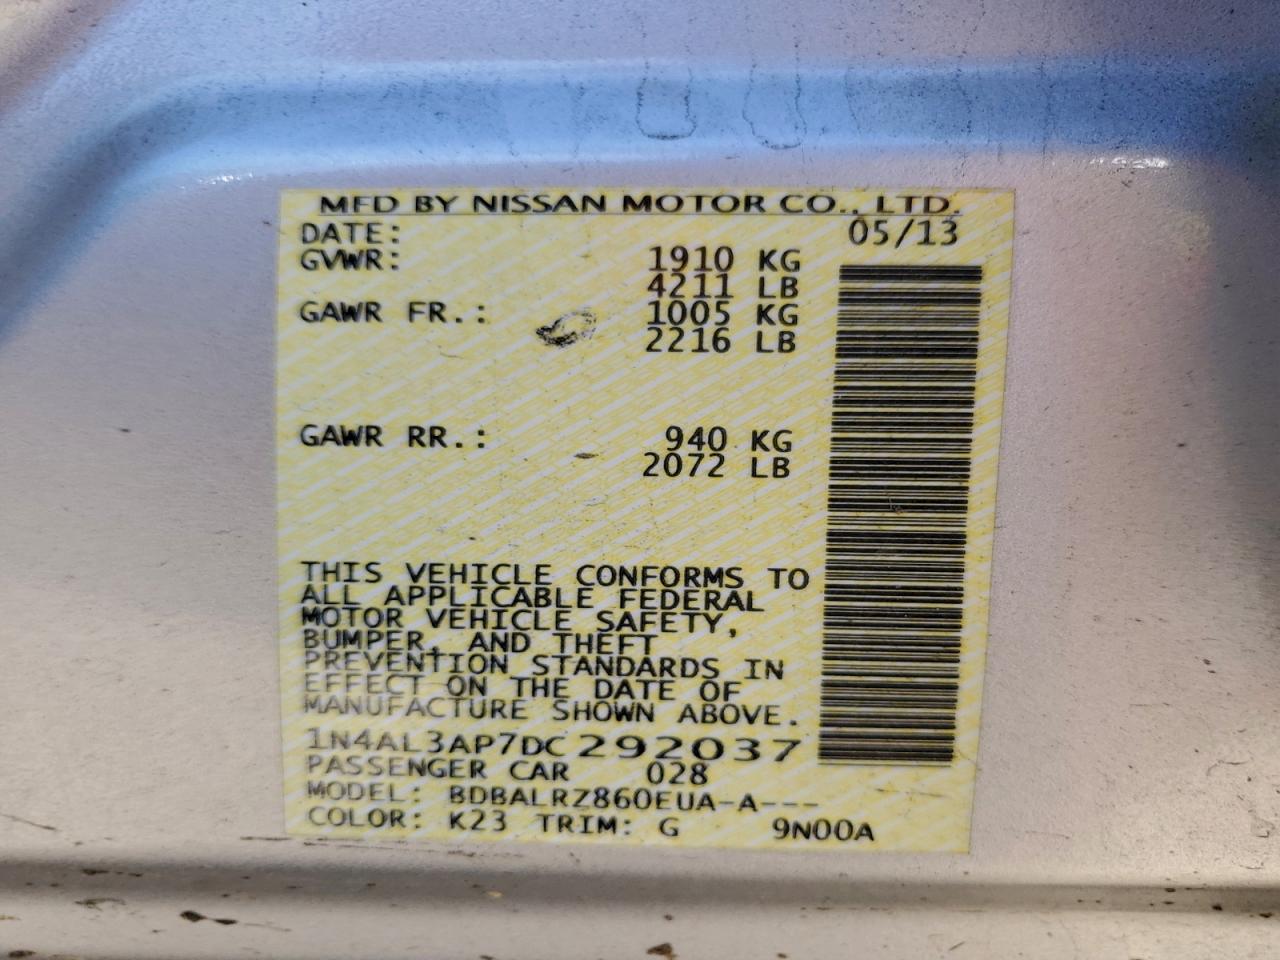 MFD BY NISSAN MOTOR CO., LTD.
DATE: 05/13
GVWR: 1910 KG
4211 LB
GAWR FR.: 1005 KG
2216 LB
GAWR RR.: 940 KG
2072 LB
THIS VEHICLE CONFORMS TO
ALL APPLICABLE FEDERAL
MOTOR VEHICLE SAFETY,
BUMPER, AND THEFT
PREVENTION STANDARDS IN
EFFECT ON THE DATE OF
MANUFACTURE SHOWN ABOVE.
1N4AL3AP7DC292037
PASSENGER CAR 028
MODEL: BDBALRZ860EUA-A---
COLOR: K23 TRIM: G 9N00A